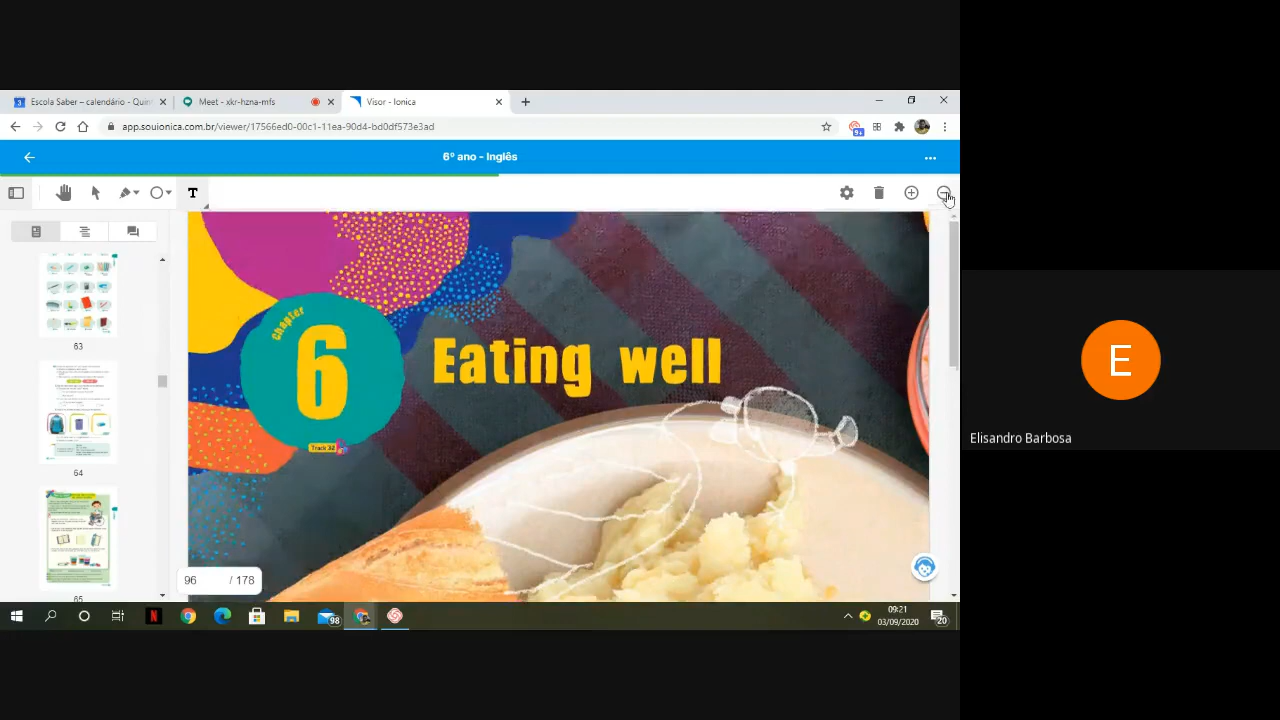 Escola Saber – calendário - Quin
Meet - xkr-hzna-mfs
Visor - Ionica
app.souionica.com.br/viewer/17566ed0-00c1-11ea-90d4-bd0df573e3ad
9+
6º ano - Inglês
T
63
64
65
Chapter
6
Eating well
Track 32
96 / 178
E
Elisandro Barbosa
98
09:21
03/09/2020
20